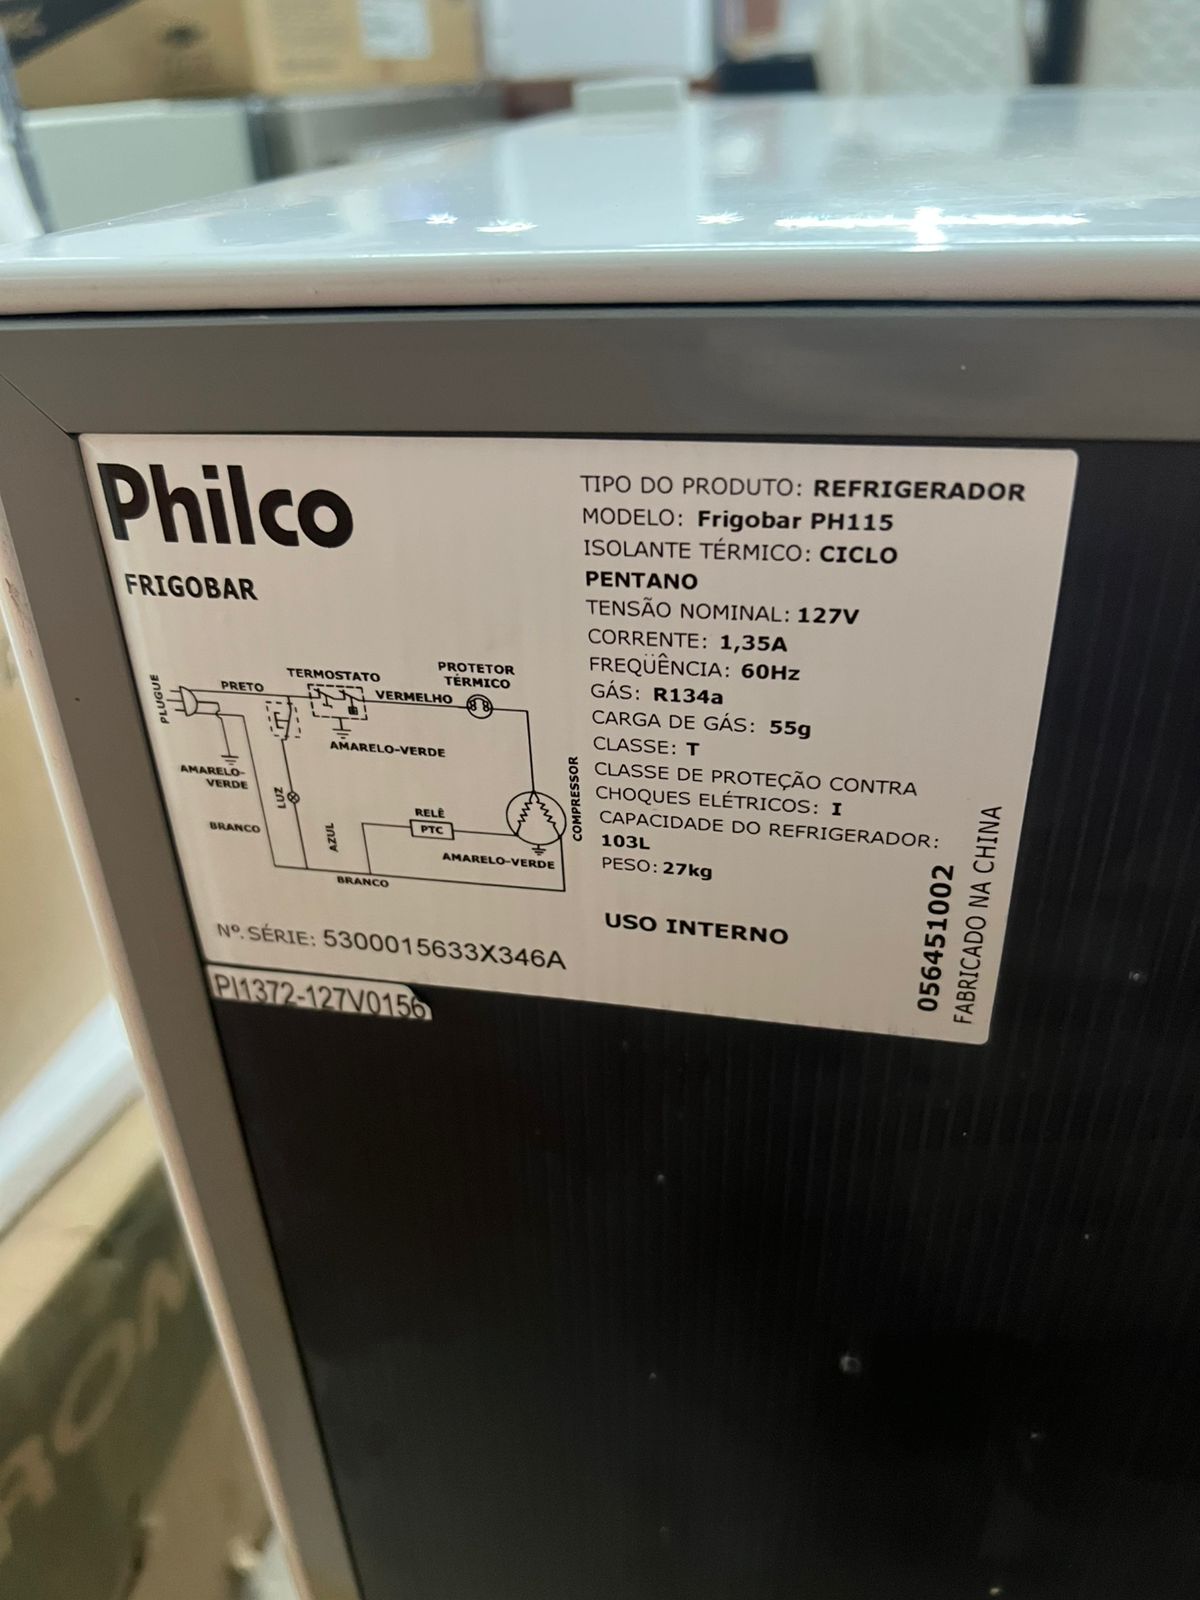 Philco
FRIGOBAR
PLUGUE
PRETO
TERMOSTATO
VERMELHO
PROTETOR
TÉRMICO
AMARELO-VERDE
AMARELO-
VERDE
LUZ
BRANCO
AZUL
RELÊ
PTC
COMPRESSOR
AMARELO-VERDE
BRANCO
Nº. SÉRIE: 5300015633X346A
PI1372-127V0156
TIPO DO PRODUTO: REFRIGERADOR
MODELO: Frigobar PH115
ISOLANTE TÉRMICO: CICLO
PENTANO
TENSÃO NOMINAL: 127V
CORRENTE: 1,35A
FREQÜÊNCIA: 60Hz
GÁS: R134a
CARGA DE GÁS: 55g
CLASSE: T
CLASSE DE PROTEÇÃO CONTRA
CHOQUES ELÉTRICOS: I
CAPACIDADE DO REFRIGERADOR:
103L
PESO: 27kg
USO INTERNO
056451002
FABRICADO NA CHINA